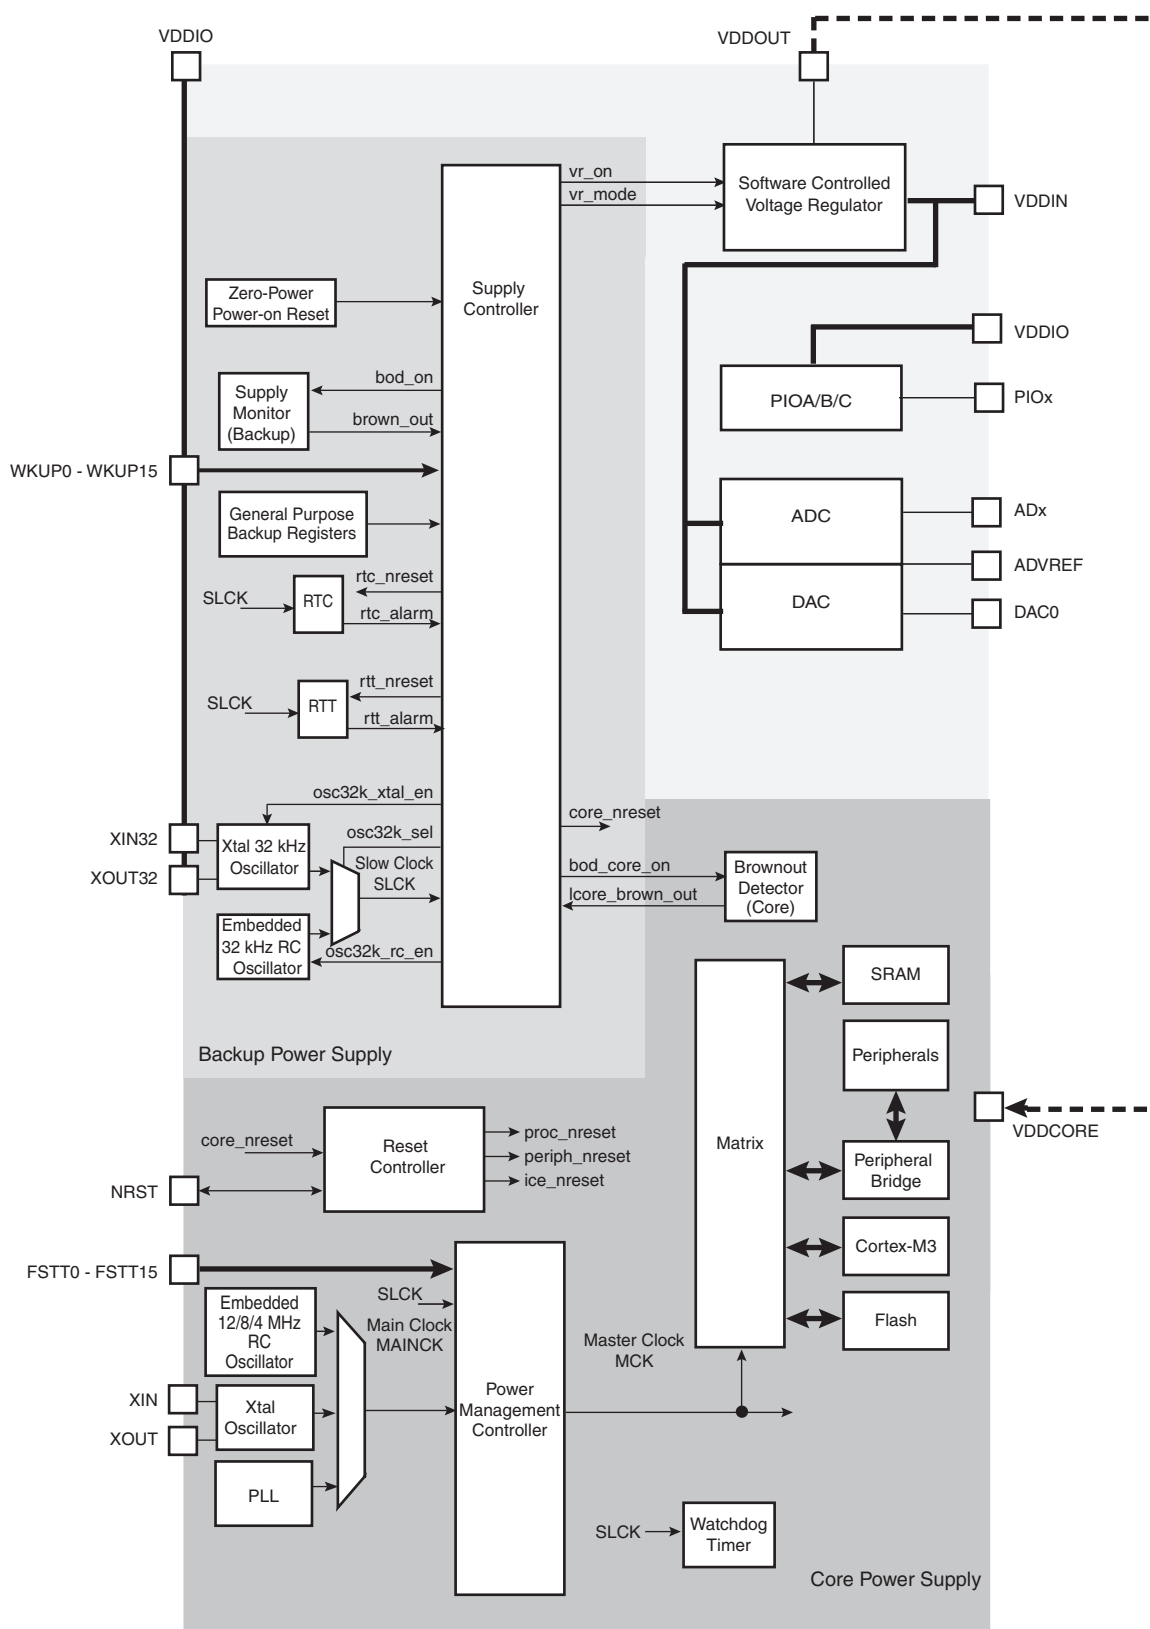 VDDIO
VDDOUT
vr_on
vr_mode
Software Controlled
Voltage Regulator
VDDIN
Supply
Controller
Zero-Power
Power-on Reset
VDDIO
bod_on
Supply
Monitor
(Backup)
brown_out
PIOA/B/C
PIOx
WKUP0 - WKUP15
General Purpose
Backup Registers
ADC
ADx
ADVREF
DAC
DAC0
SLCK
RTC
rtc_nreset
rtc_alarm
SLCK
RTT
rtt_nreset
rtt_alarm
osc32k_xtal_en
XIN32
XOUT32
Xtal 32 kHz
Oscillator
osc32k_sel
Slow Clock
SLCK
Embedded
32 kHz RC
Oscillator
osc32k_rc_en
core_nreset
bod_core_on
lcore_brown_out
Brownout
Detector
(Core)
Backup Power Supply
Matrix
SRAM
Peripherals
VDDCORE
Peripheral
Bridge
Cortex-M3
Flash
core_nreset
NRST
Reset
Controller
proc_nreset
periph_nreset
ice_nreset
FSTT0 - FSTT15
SLCK
Embedded
12/8/4 MHz
RC
Oscillator
Main Clock
MAINCK
Master Clock
MCK
XIN
XOUT
Xtal
Oscillator
Power
Management
Controller
PLL
SLCK
Watchdog
Timer
Core Power Supply